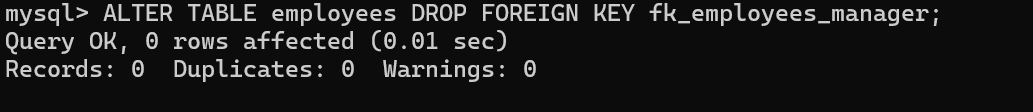 mysql> ALTER TABLE employees DROP FOREIGN KEY fk_employees_manager;
Query OK, 0 rows affected (0.01 sec)
Records: 0  Duplicates: 0  Warnings: 0